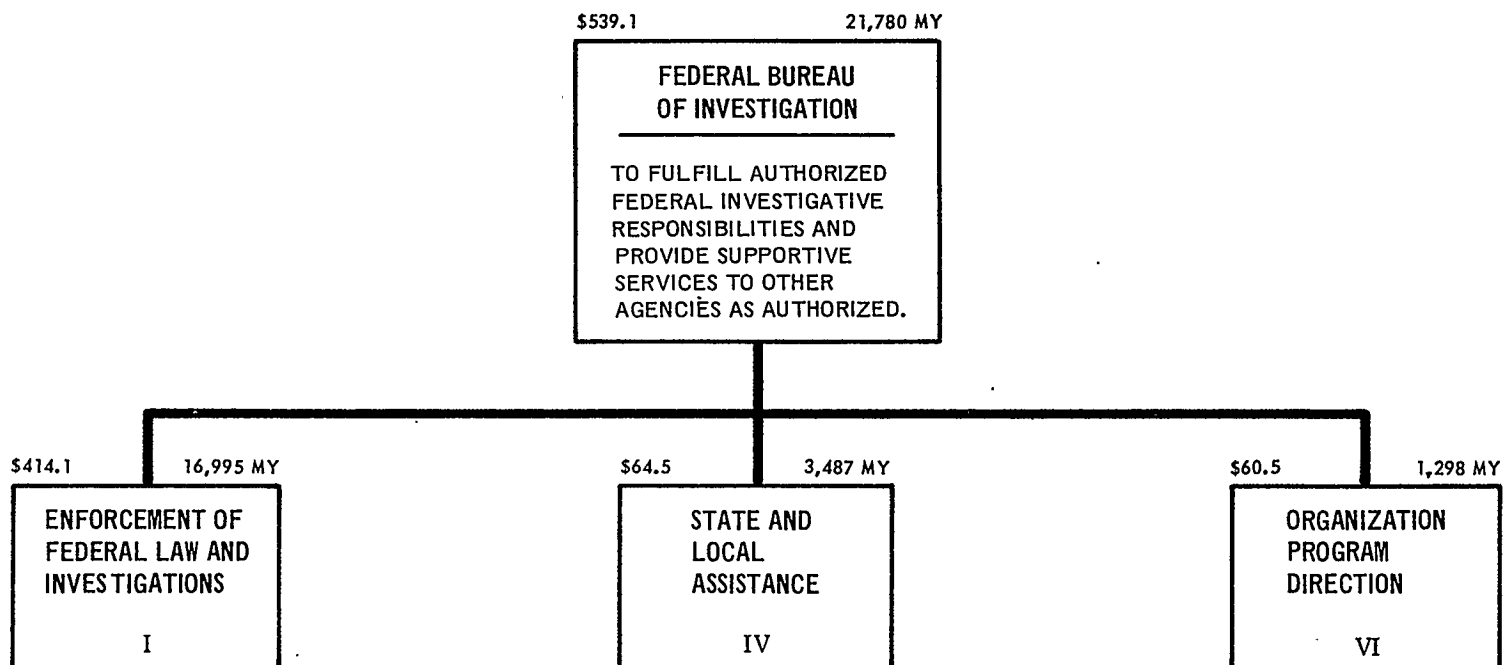 $539.1 21,780 MY
FEDERAL BUREAU
OF INVESTIGATION
TO FULFILL AUTHORIZED
FEDERAL INVESTIGATIVE
RESPONSIBILITIES AND
PROVIDE SUPPORTIVE
SERVICES TO OTHER
AGENCIES AS AUTHORIZED.
$414.1 16,995 MY
ENFORCEMENT OF
FEDERAL LAW AND
INVESTIGATIONS
I
$64.5 3,487 MY
STATE AND
LOCAL
ASSISTANCE
IV
$60.5 1,298 MY
ORGANIZATION
PROGRAM
DIRECTION
VI